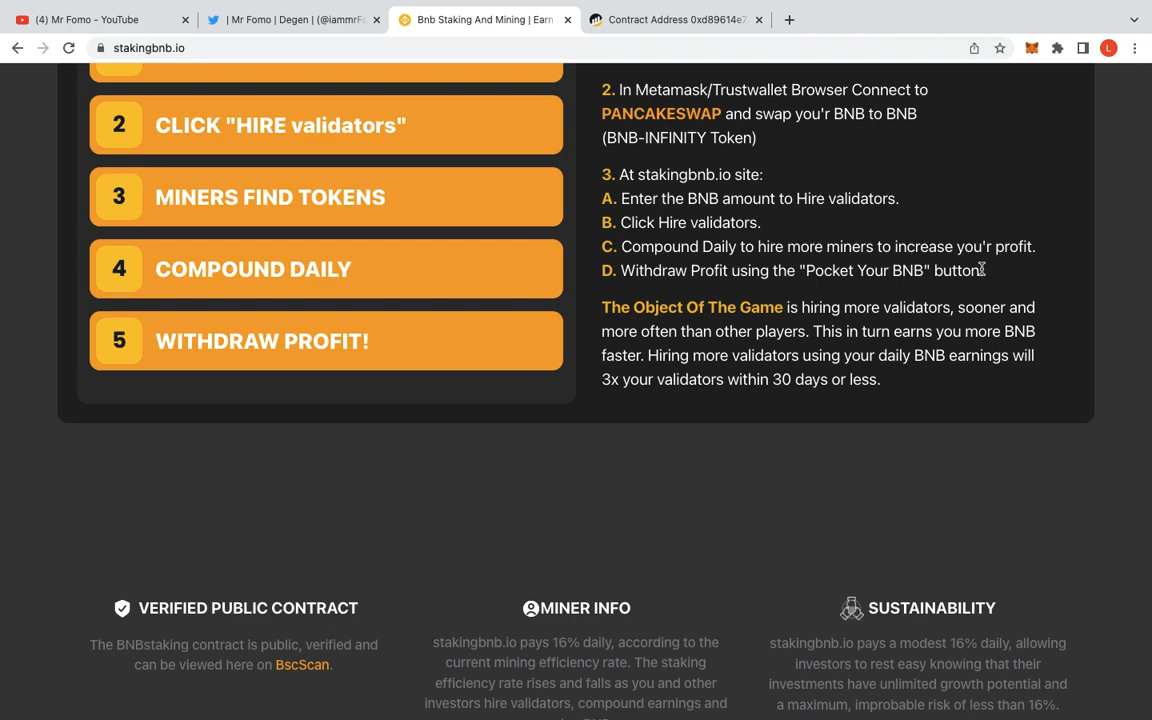 (4) Mr Fomo - YouTube
| Mr Fomo | Degen | (@iammrF
Bnb Staking And Mining | Earn
Contract Address 0xd89614e7
stakingbnb.io
L
2 CLICK "HIRE validators"
3 MINERS FIND TOKENS
4 COMPOUND DAILY
5 WITHDRAW PROFIT!
2. In Metamask/Trustwallet Browser Connect to
PANCAKESWAP and swap you'r BNB to BNB
(BNB-INFINITY Token)
3. At stakingbnb.io site:
A. Enter the BNB amount to Hire validators.
B. Click Hire validators.
C. Compound Daily to hire more miners to increase you'r profit.
D. Withdraw Profit using the "Pocket Your BNB" button
The Object Of The Game is hiring more validators, sooner and
more often than other players. This in turn earns you more BNB
faster. Hiring more validators using your daily BNB earnings will
3x your validators within 30 days or less.
VERIFIED PUBLIC CONTRACT
The BNBstaking contract is public, verified and
can be viewed here on BscScan.
MINER INFO
stakingbnb.io pays 16% daily, according to the
current mining efficiency rate. The staking
efficiency rate rises and falls as you and other
investors hire validators, compound earnings and
SUSTAINABILITY
stakingbnb.io pays a modest 16% daily, allowing
investors to rest easy knowing that their
investments have unlimited growth potential and
a maximum, improbable risk of less than 16%.